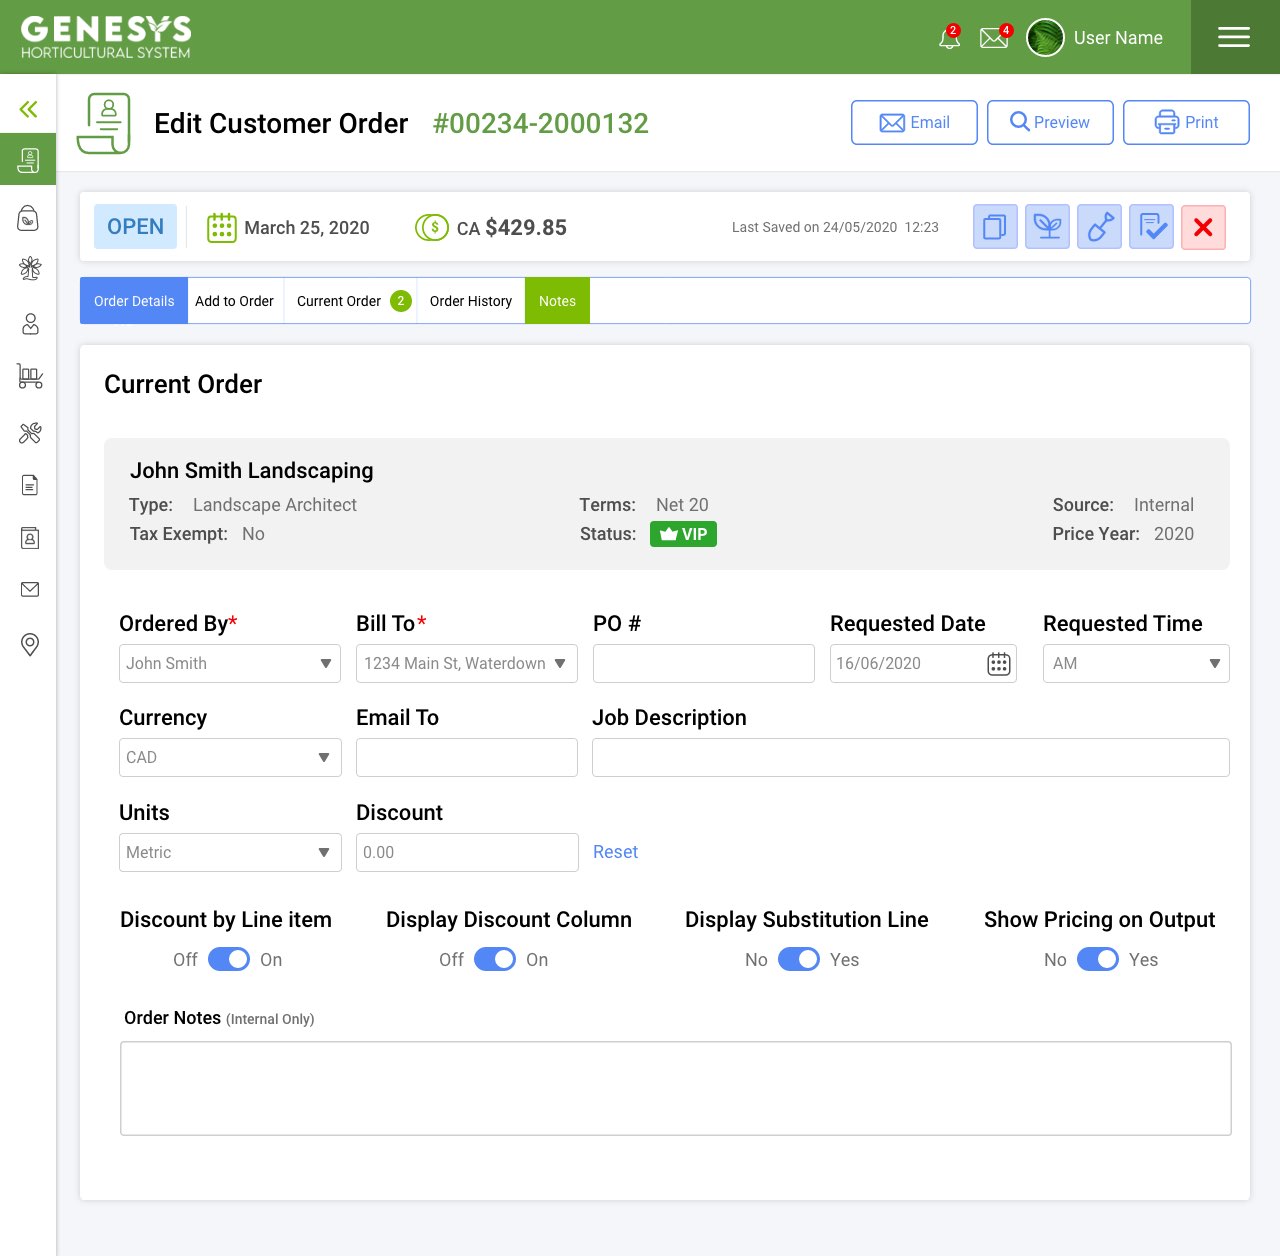 GENESYS
HORTICULTURAL SYSTEM
2
4
User Name
Edit Customer Order #00234-2000132
Email
Preview
Print
OPEN
March 25, 2020
$
CA $429.85
Last Saved on 24/05/2020 12:23
Order Details
Add to Order
Current Order 2
Order History
Notes
Current Order
John Smith Landscaping
Type: Landscape Architect
Terms: Net 20
Source: Internal
Tax Exempt: No
Status: VIP
Price Year: 2020
Ordered By*
Bill To*
PO #
Requested Date
Requested Time
John Smith
1234 Main St, Waterdown
16/06/2020
AM
Currency
Email To
Job Description
CAD
Units
Discount
Metric
0.00
Reset
Discount by Line item
Display Discount Column
Display Substitution Line
Show Pricing on Output
Off On
Off On
No Yes
No Yes
Order Notes (Internal Only)